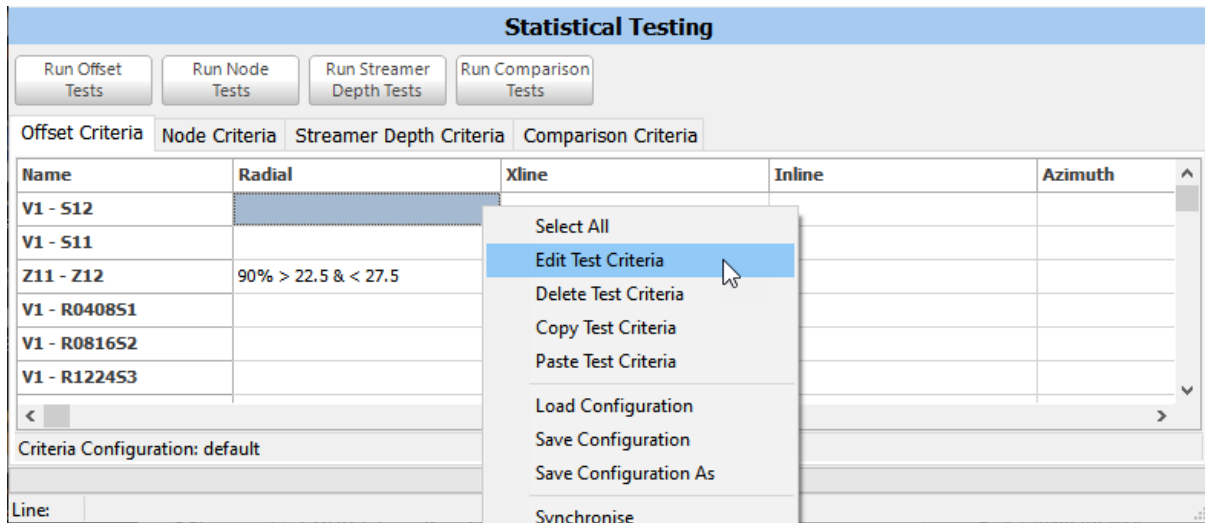 Statistical Testing
Run Offset Tests
Run Node Tests
Run Streamer Depth Tests
Run Comparison Tests
Offset Criteria Node Criteria Streamer Depth Criteria Comparison Criteria
Name Radial Xline Inline Azimuth
V1 - S12
V1 - S11
Z11 - Z12 90% > 22.5 & < 27.5
V1 - R0408S1
V1 - R0816S2
V1 - R1224S3
Select All
Edit Test Criteria
Delete Test Criteria
Copy Test Criteria
Paste Test Criteria
Load Configuration
Save Configuration
Save Configuration As
Synchronise
Criteria Configuration: default
Line: